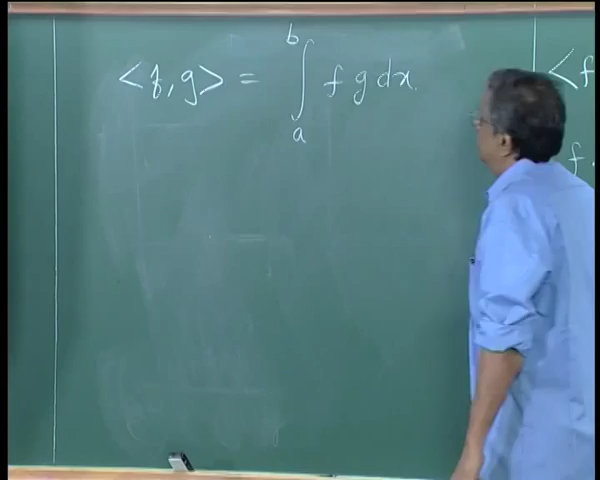 <f, g> = ∫_a^b f g dx.
<f
f.